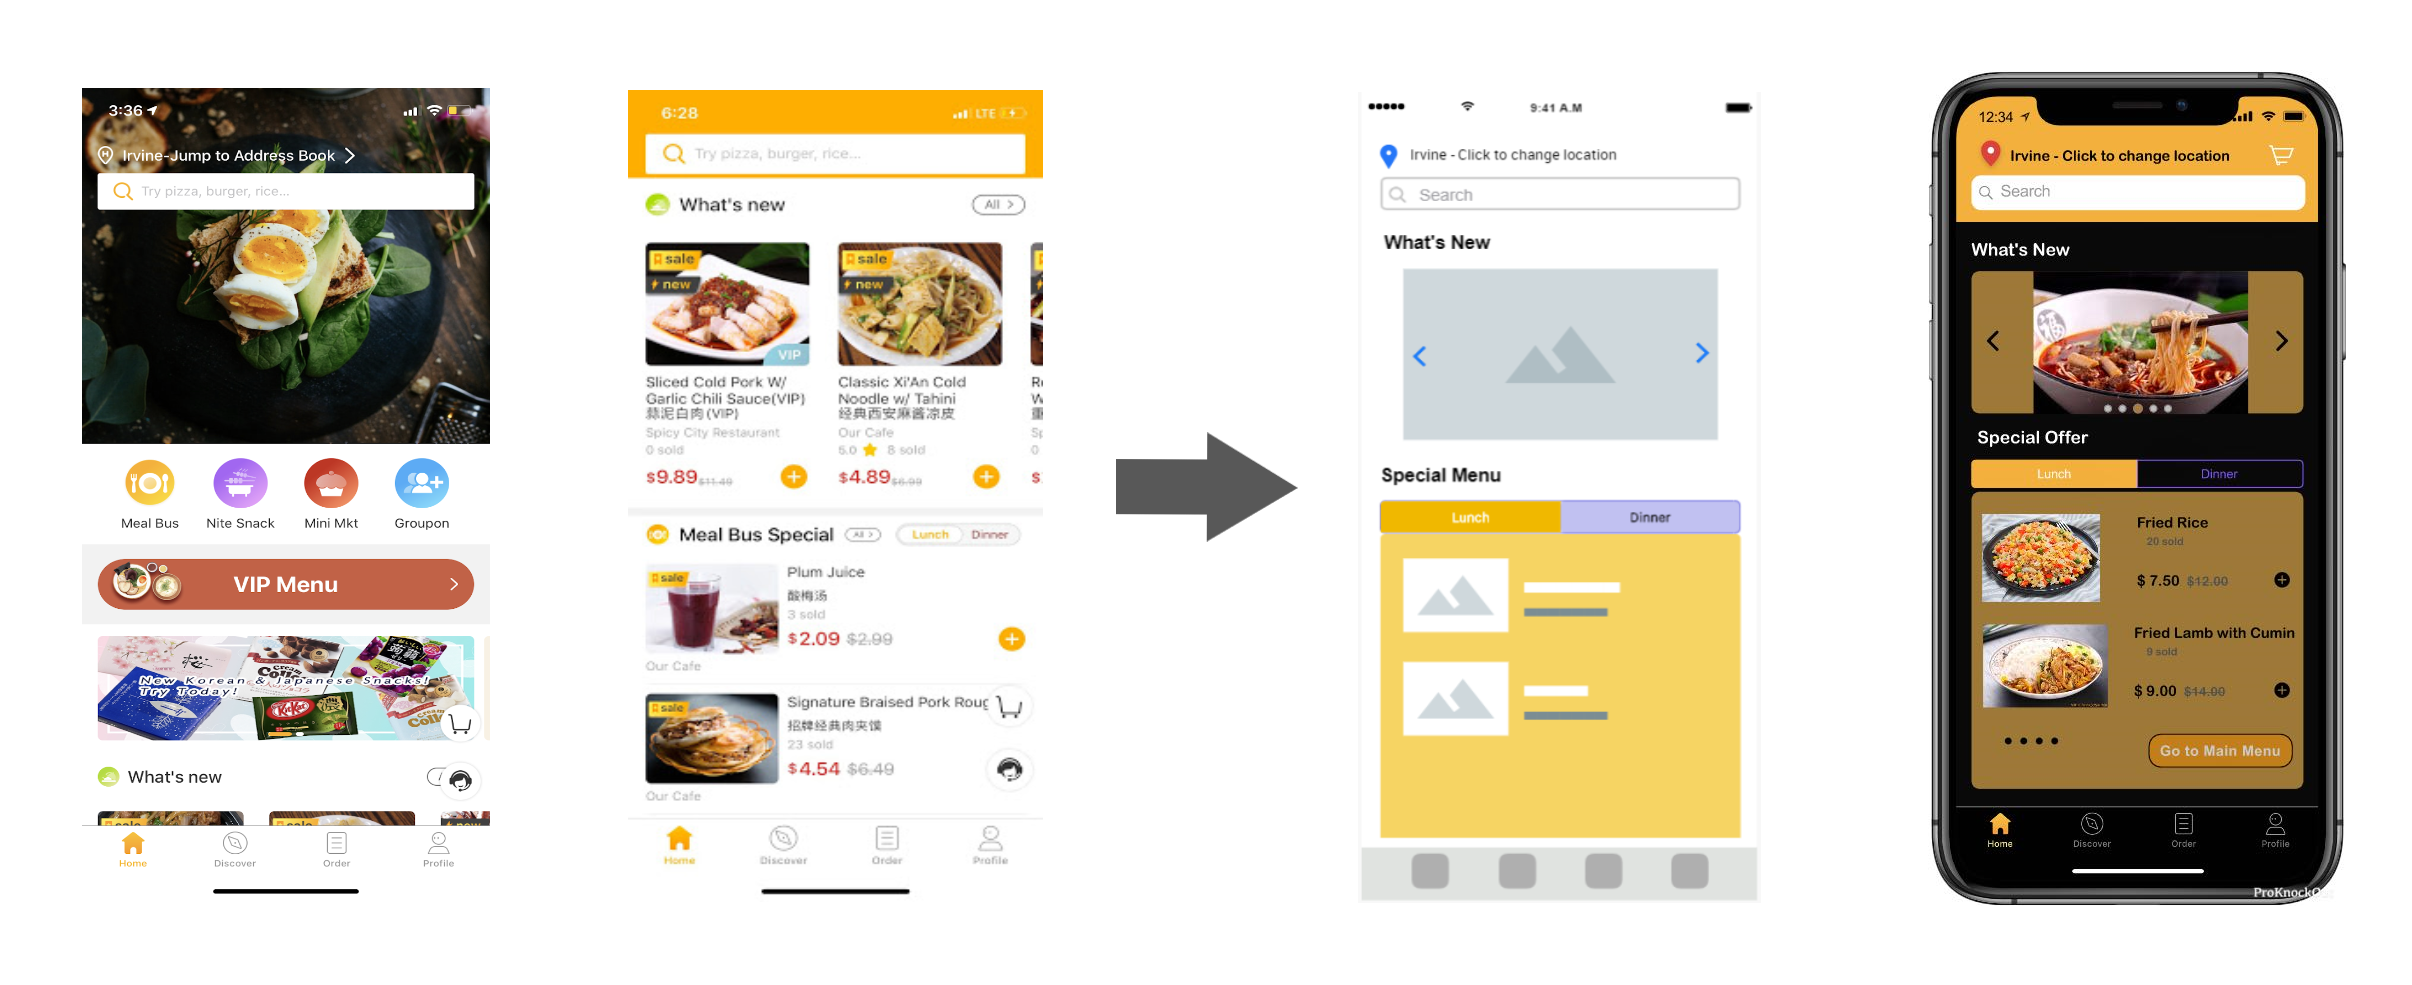 3:36
Irvine-Jump to Address Book
Try pizza, burger, rice...
Meal Bus
Nite Snack
Mini Mkt
Groupon
VIP Menu
New Korean & Japanese Snacks!
Try Today!
What's new
sale
sale
new
Home
Discover
Order
Profile
6:28
LTE
Try pizza, burger, rice...
What's new
All >
sale
new
VIP
sale
new
Sliced Cold Pork W/
Garlic Chili Sauce(VIP)
蒜泥白肉(VIP)
Spicy City Restaurant
0 sold
$9.89 $11.49
Classic Xi'An Cold
Noodle w/ Tahini
经典西安麻酱凉皮
Our Cafe
5.0 8 sold
$4.89 $6.99
Meal Bus Special
All >
Lunch
Dinner
sale
Plum Juice
酸梅汤
3 sold
$2.09 $2.99
Our Cafe
sale
Signature Braised Pork Roug
招牌经典肉夹馍
23 sold
$4.54 $6.49
Our Cafe
Home
Discover
Order
Profile
9:41 A.M
Irvine - Click to change location
Search
What's New
Special Menu
Lunch
Dinner
12:34
Irvine - Click to change location
Search
What's New
福
Special Offer
Lunch
Dinner
Fried Rice
20 sold
$ 7.50 $12.00
Fried Lamb with Cumin
9 sold
$ 9.00 $14.00
Go to Main Menu
Home
Discover
Order
Profile